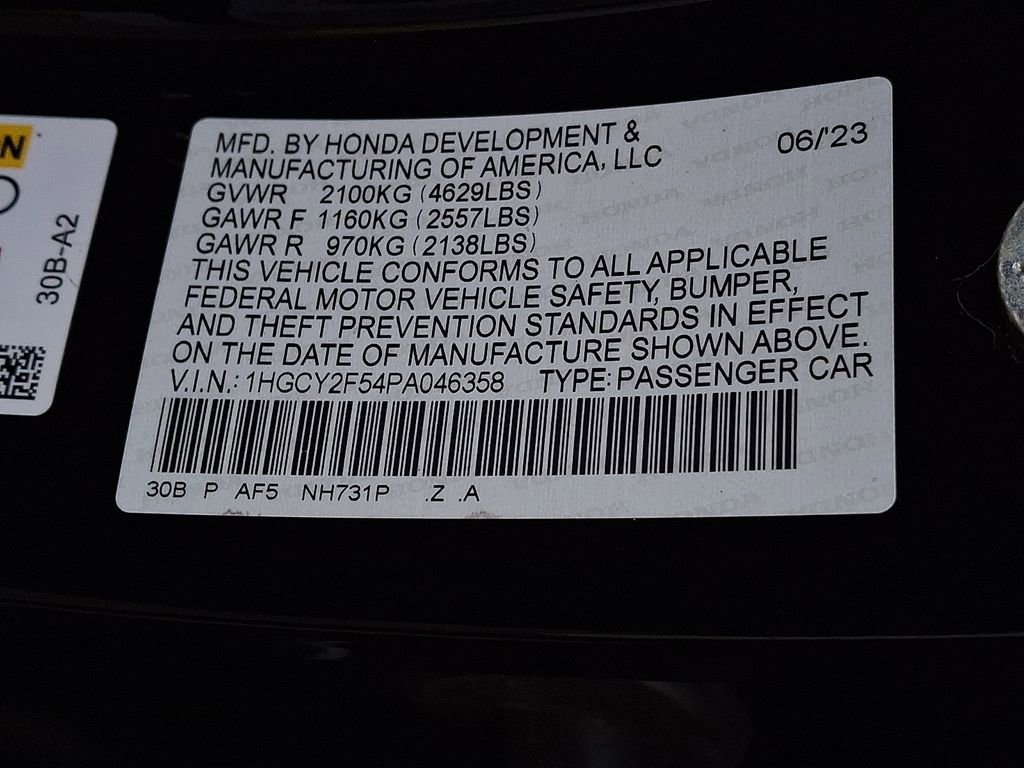 MFD. BY HONDA DEVELOPMENT &
MANUFACTURING OF AMERICA, LLC
06/'23
GVWR 2100KG (4629LBS)
GAWR F 1160KG (2557LBS)
GAWR R 970KG (2138LBS)
THIS VEHICLE CONFORMS TO ALL APPLICABLE
FEDERAL MOTOR VEHICLE SAFETY, BUMPER,
AND THEFT PREVENTION STANDARDS IN EFFECT
ON THE DATE OF MANUFACTURE SHOWN ABOVE.
V.I.N.: 1HGCY2F54PA046358 TYPE: PASSENGER CAR
30B P AF5 NH731P .Z .A
30B-A2